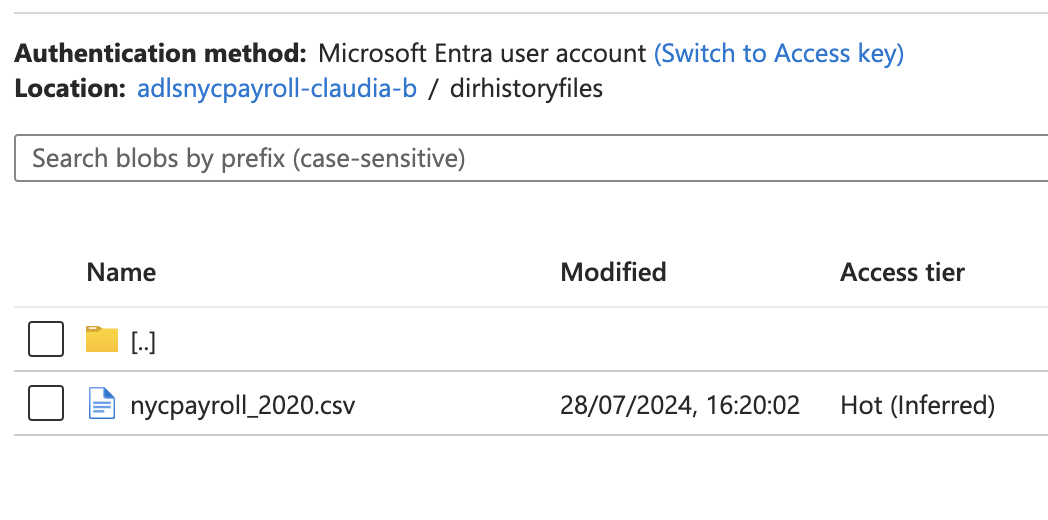 Authentication method: Microsoft Entra user account (Switch to Access key)
Location: adlsnycpayroll-claudia-b / dirhistoryfiles
Search blobs by prefix (case-sensitive)
Name Modified Access tier
[..]
nycpayroll_2020.csv 28/07/2024, 16:20:02 Hot (Inferred)